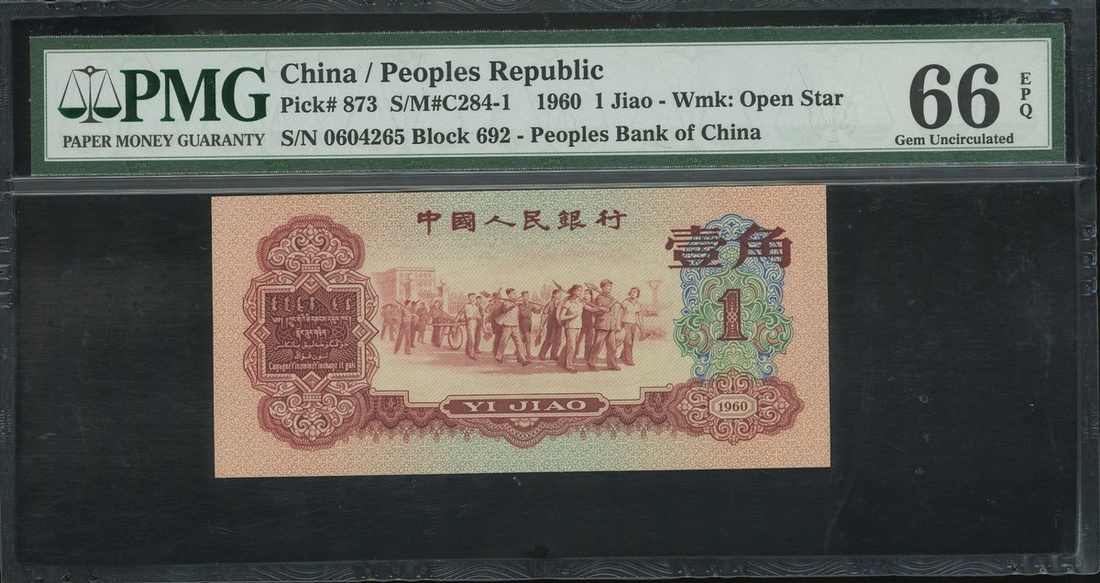 PMG
PAPER MONEY GUARANTY
China / Peoples Republic
Pick# 873 S/M#C284-1 1960 1 Jiao - Wmk: Open Star
S/N 0604265 Block 692 - Peoples Bank of China
66
EPQ
Gem Uncirculated
中國人民銀行
壹角
1
YI JIAO
1960